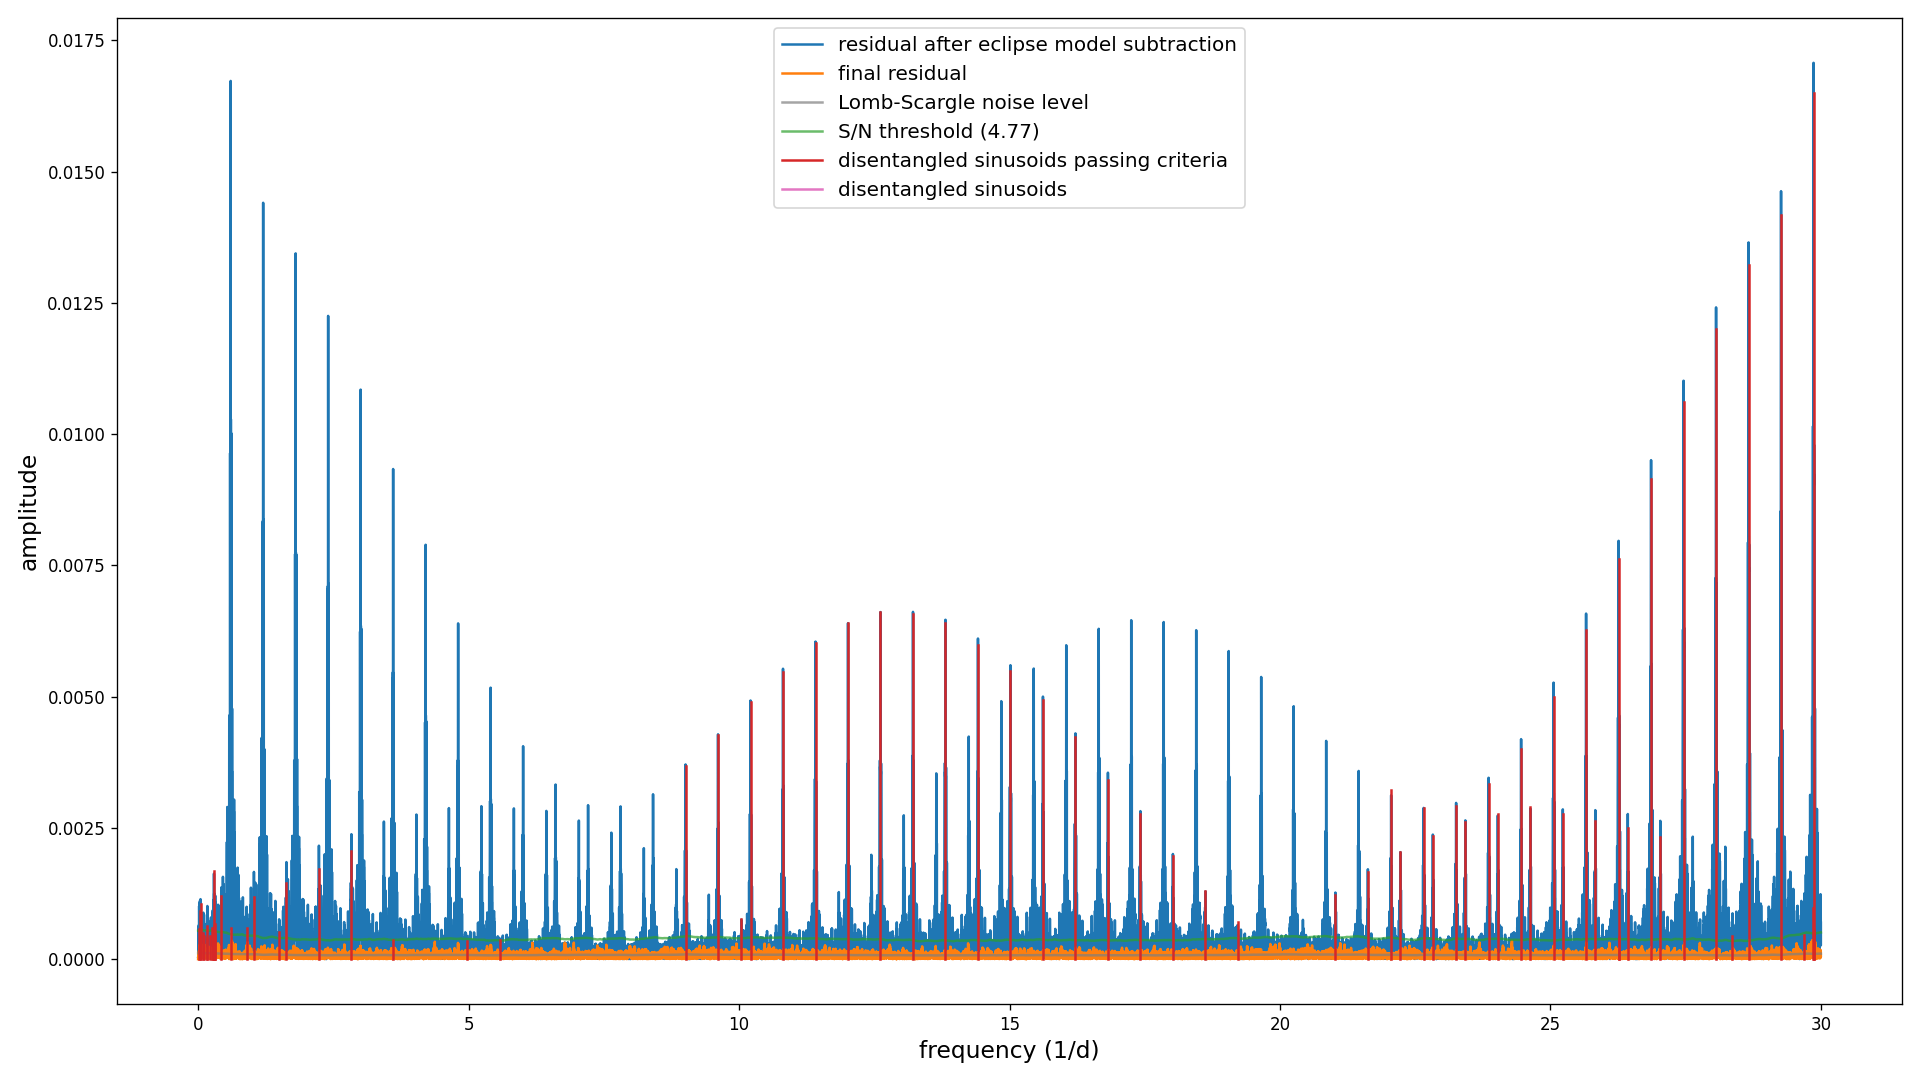 residual after eclipse model subtraction
final residual
Lomb-Scargle noise level
S/N threshold (4.77)
disentangled sinusoids passing criteria
disentangled sinusoids
amplitude
0.0175
0.0150
0.0125
0.0100
0.0075
0.0050
0.0025
0.0000
0 5 10 15 20 25 30
frequency (1/d)